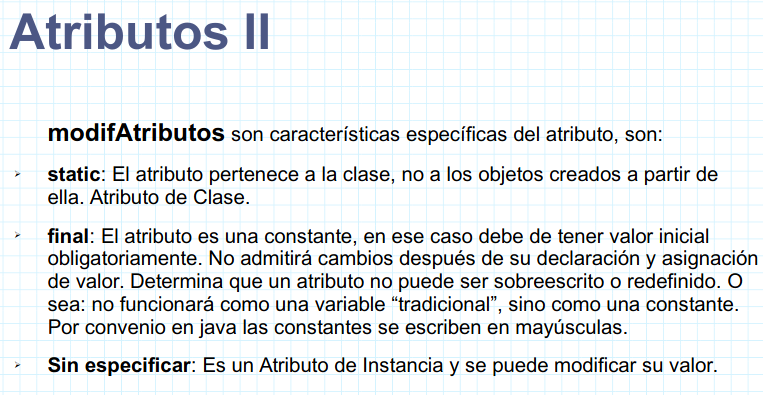 Atributos II
modifAtributos son características específicas del atributo, son:
static: El atributo pertenece a la clase, no a los objetos creados a partir de
ella. Atributo de Clase.
final: El atributo es una constante, en ese caso debe de tener valor inicial
obligatoriamente. No admitirá cambios después de su declaración y asignación
de valor. Determina que un atributo no puede ser sobreescrito o redefinido. O
sea: no funcionará como una variable “tradicional”, sino como una constante.
Por convenio en java las constantes se escriben en mayúsculas.
Sin especificar: Es un Atributo de Instancia y se puede modificar su valor.